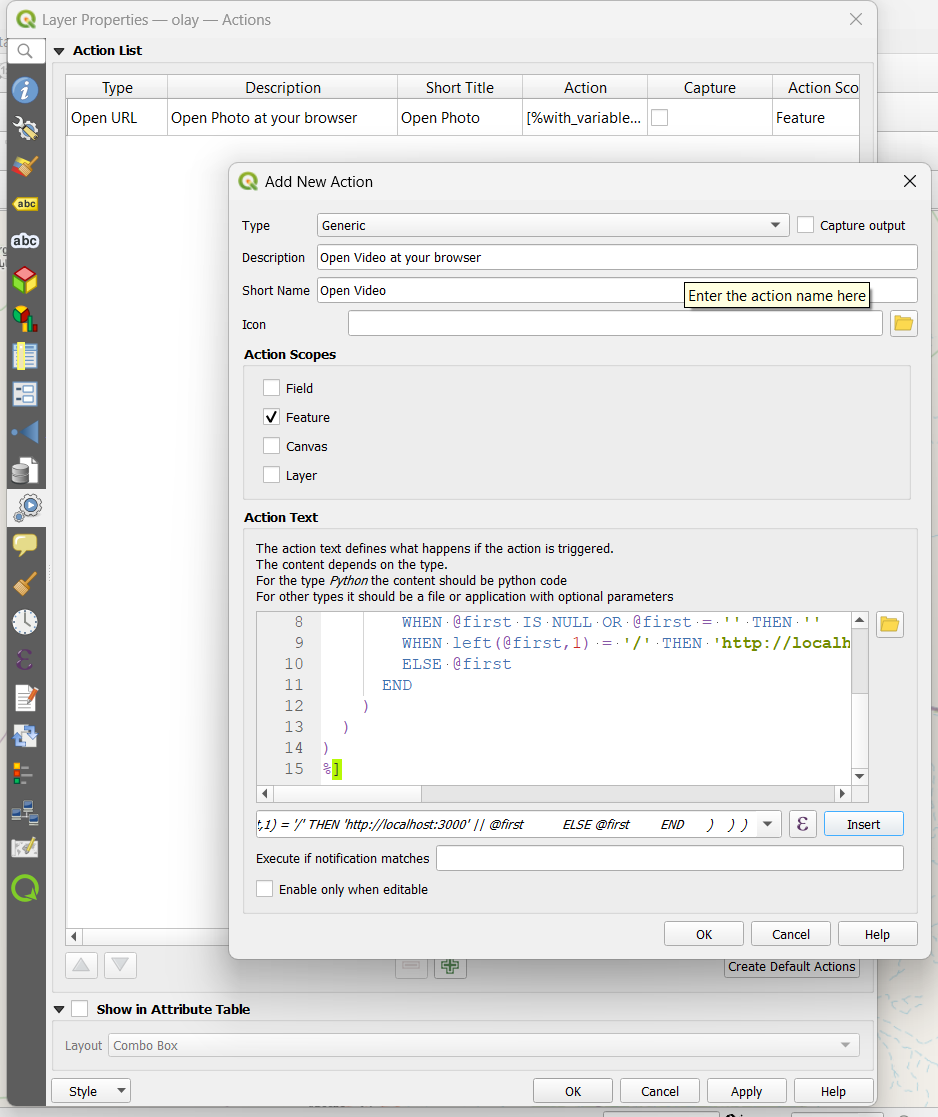 Layer Properties — olay — Actions
Action List
Type Description Short Title Action Capture Action Sco
Open URL Open Photo at your browser Open Photo [%with_variable... Feature
Add New Action
Type Generic Capture output
Description Open Video at your browser
Short Name Open Video
Enter the action name here
Icon
Action Scopes
Field
Feature
Canvas
Layer
Action Text
The action text defines what happens if the action is triggered.
The content depends on the type.
For the type Python the content should be python code
For other types it should be a file or application with optional parameters
8 WHEN·@first·IS·NULL·OR·@first·=·''·THEN·''
9 WHEN·left(@first,1)·=·'/'·THEN·'http://localh
10 ELSE·@first
11 END
12 )
13 )
14 )
15 %]
t,1) = '/' THEN 'http://localhost:3000' || @first ELSE @first END ) ) ) ε Insert
Execute if notification matches
Enable only when editable
OK Cancel Help
Create Default Actions
Show in Attribute Table
Layout Combo Box
Style OK Cancel Apply Help
abc
abc